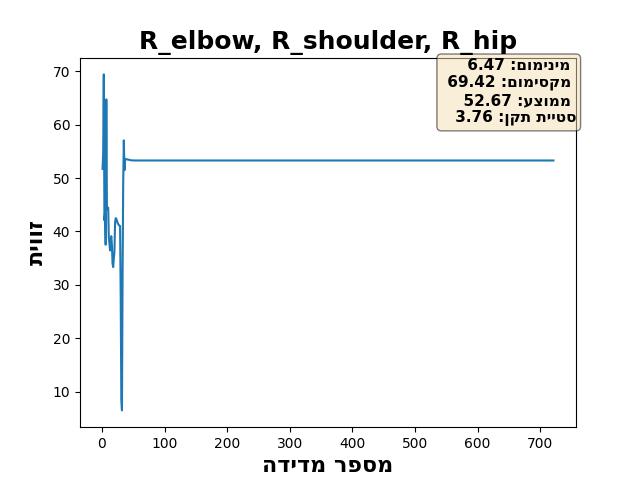 R_elbow, R_shoulder, R_hip
מינימום: 6.47
מקסימום: 69.42
ממוצע: 52.67
סטיית תקן: 3.76
70
60
50
40
30
20
10
זווית
0 100 200 300 400 500 600 700
מספר מדידה